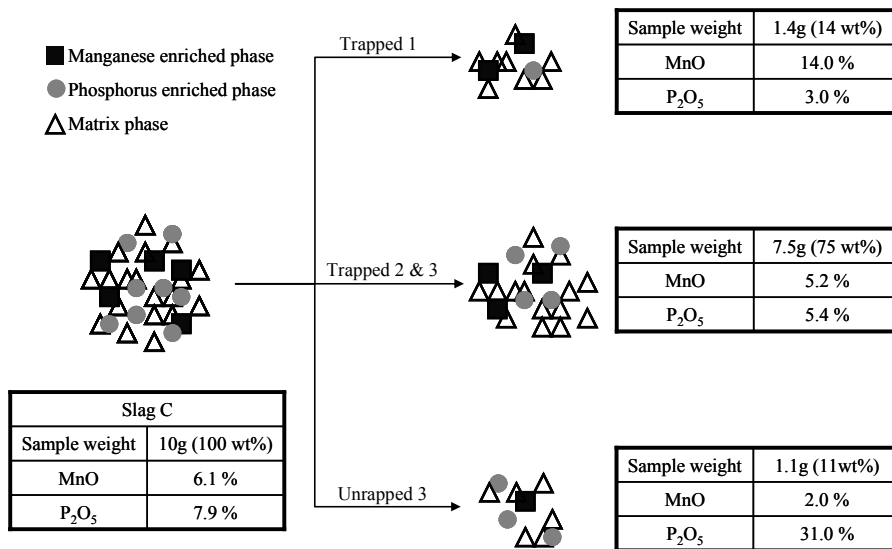 Manganese enriched phase
Phosphorus enriched phase
Matrix phase
Trapped 1
Sample weight 1.4g (14 wt%)
MnO 14.0 %
P₂O₅ 3.0 %
Trapped 2 & 3
Sample weight 7.5g (75 wt%)
MnO 5.2 %
P₂O₅ 5.4 %
Slag C
Sample weight 10g (100 wt%)
MnO 6.1 %
P₂O₅ 7.9 %
Unrapped 3
Sample weight 1.1g (11wt%)
MnO 2.0 %
P₂O₅ 31.0 %